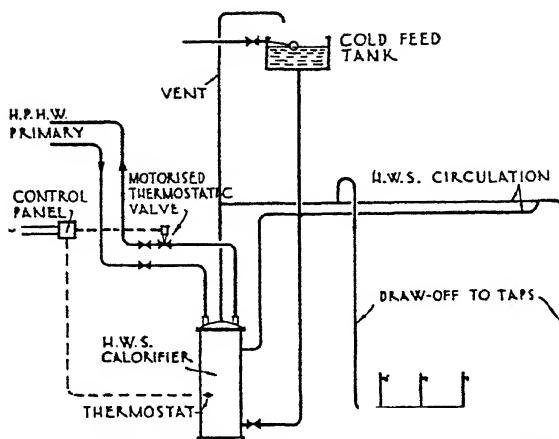 COLD FEED
TANK
VENT
H.P.H.W.
PRIMARY
MOTORISED
THERMOSTATIC
VALVE
CONTROL
PANEL
H.W.S. CIRCULATION
DRAW-OFF TO TAPS
H.W.S.
CALORIFIER
THERMOSTAT